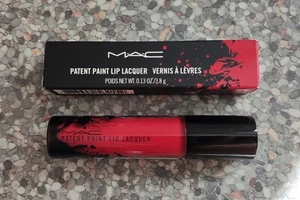 MAC
PATENT PAINT LIP LACQUER VERNIS À LÈVRES
POIDS NET WT. 0.13 OZ/3.8 g
PATENT PAINT LIP LACQUER